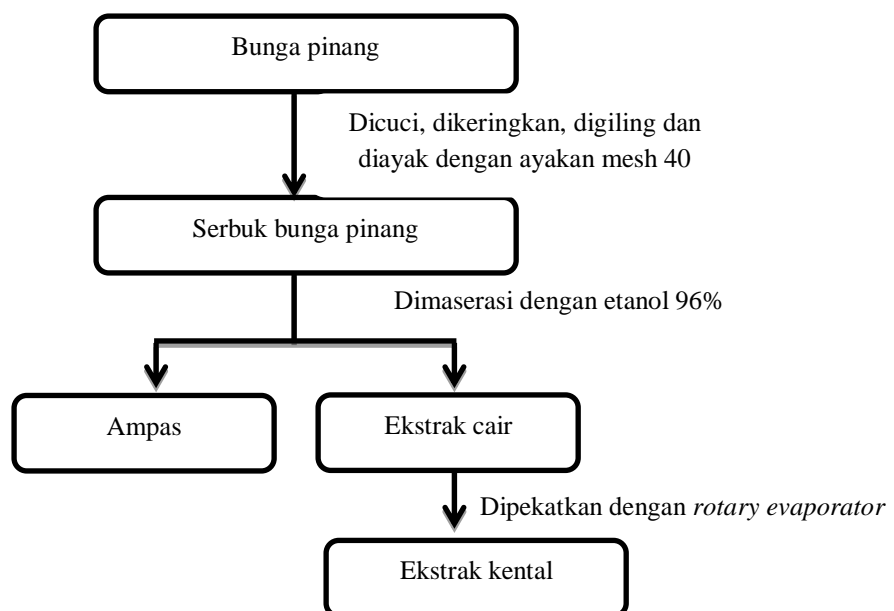 Bunga pinang
Dicuci, dikeringkan, digiling dan
diayak dengan ayakan mesh 40
Serbuk bunga pinang
Dimaserasi dengan etanol 96%
Ampas
Ekstrak cair
Dipekatkan dengan rotary evaporator
Ekstrak kental